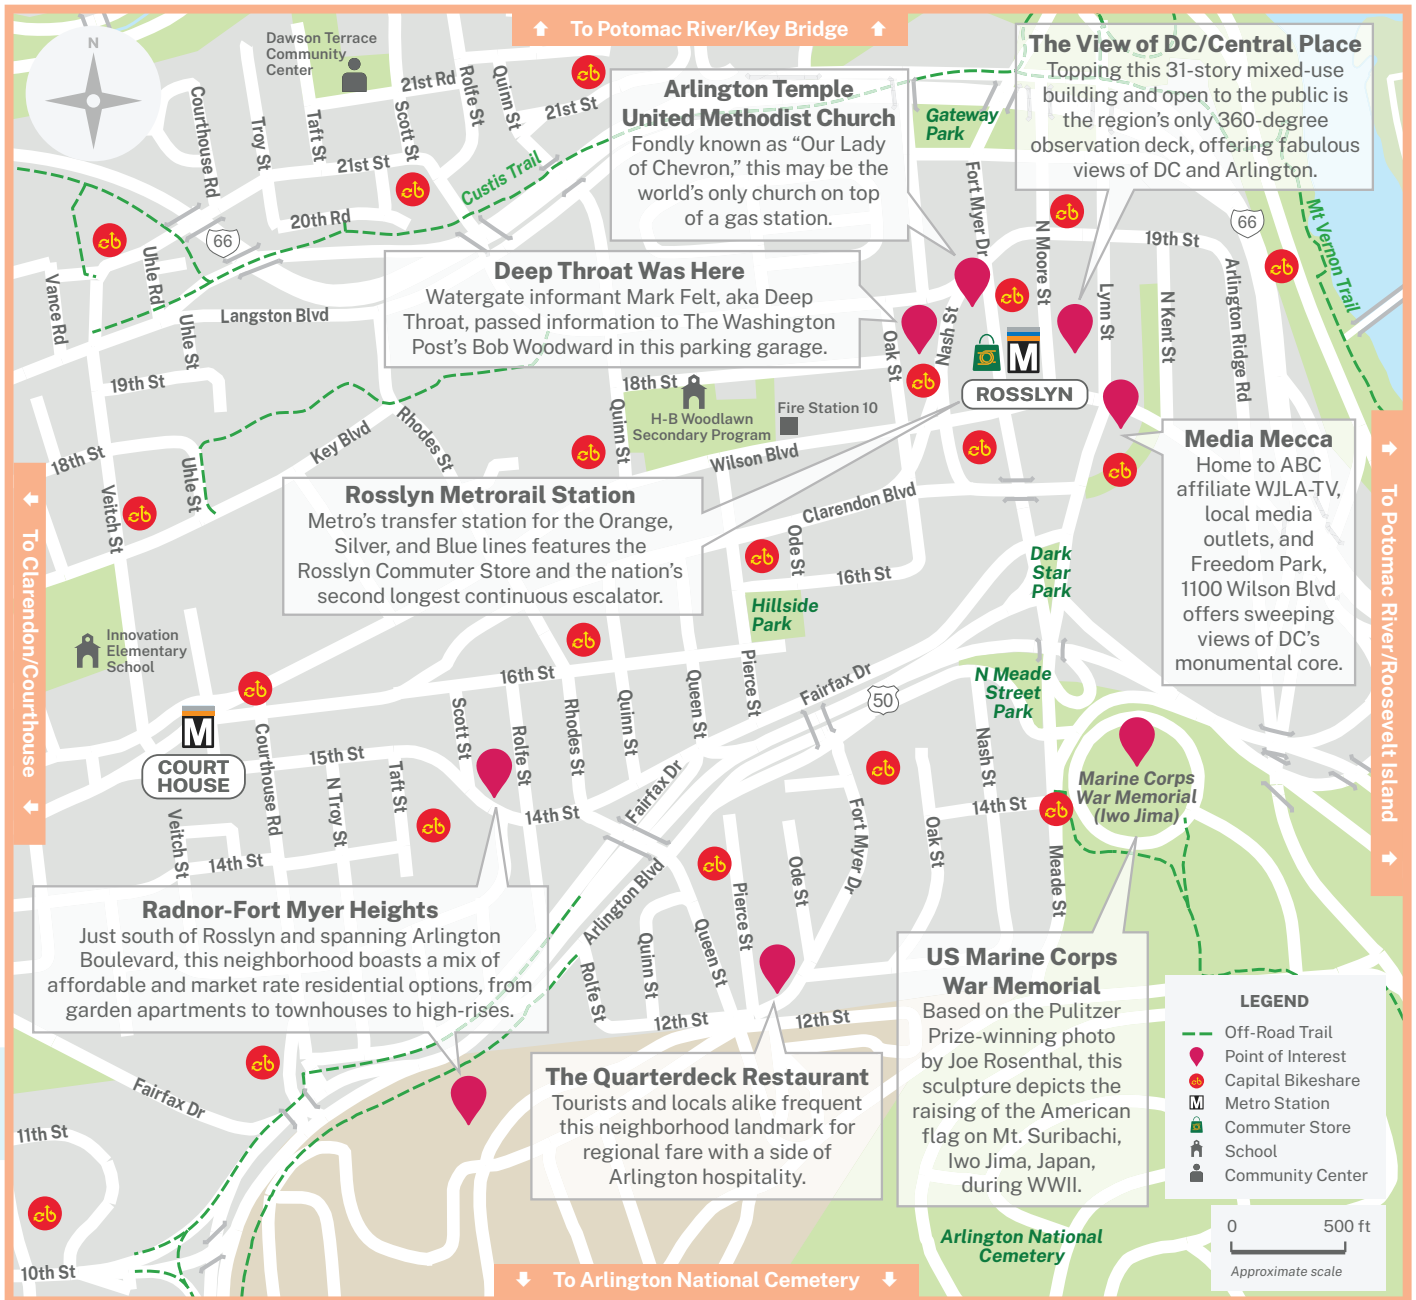 To Potomac River/Key Bridge
N
Dawson Terrace
Community
Center
21st Rd
Rolfe St
Quinn St
21st St
Courthouse Rd
Troy St
Taft St
Scott St
21st St
Custis Trail
20th Rd
66
Arlington Temple
United Methodist Church
Fondly known as “Our Lady
of Chevron,” this may be the
world’s only church on top
of a gas station.
Gateway
Park
The View of DC/Central Place
Topping this 31-story mixed-use
building and open to the public is
the region’s only 360-degree
observation deck, offering fabulous
views of DC and Arlington.
Fort Myer Dr
N Moore St
19th St
66
Mt Vernon Trail
Vance Rd
Uhle Rd
Uhle St
Langston Blvd
Deep Throat Was Here
Watergate informant Mark Felt, aka Deep
Throat, passed information to The Washington
Post’s Bob Woodward in this parking garage.
Oak St
Nash St
M
ROSSLYN
Lynn St
N Kent St
Arlington Ridge Rd
19th St
18th St
H-B Woodlawn
Secondary Program
Fire Station 10
Quinn St
Key Blvd
Rhodes St
Wilson Blvd
18th St
Uhle St
Veitch St
Clarendon Blvd
Ode St
16th St
Rosslyn Metrorail Station
Metro’s transfer station for the Orange,
Silver, and Blue lines features the
Rosslyn Commuter Store and the nation’s
second longest continuous escalator.
Media Mecca
Home to ABC
affiliate WJLA-TV,
local media
outlets, and
Freedom Park,
1100 Wilson Blvd
offers sweeping
views of DC’s
monumental core.
To Clarendon/Courthouse
To Potomac River/Roosevelt Island
Dark
Star
Park
Hillside
Park
Innovation
Elementary
School
16th St
Pierce St
Fairfax Dr
50
N Meade
Street
Park
M
COURT
HOUSE
Courthouse Rd
15th St
N Troy St
Taft St
Scott St
Rolfe St
Rhodes St
Quinn St
Queen St
Nash St
Marine Corps
War Memorial
(Iwo Jima)
14th St
Fairfax Dr
14th St
Veitch St
14th St
Fort Myer Dr
Oak St
Meade St
Arlington Blvd
Ode St
Pierce St
Queen St
Quinn St
Rolfe St
12th St
12th St
Radnor-Fort Myer Heights
Just south of Rosslyn and spanning Arlington
Boulevard, this neighborhood boasts a mix of
affordable and market rate residential options, from
garden apartments to townhouses to high-rises.
US Marine Corps
War Memorial
Based on the Pulitzer
Prize-winning photo
by Joe Rosenthal, this
sculpture depicts the
raising of the American
flag on Mt. Suribachi,
Iwo Jima, Japan,
during WWII.
The Quarterdeck Restaurant
Tourists and locals alike frequent
this neighborhood landmark for
regional fare with a side of
Arlington hospitality.
Fairfax Dr
11th St
10th St
Arlington National
Cemetery
LEGEND
Off-Road Trail
Point of Interest
Capital Bikeshare
M Metro Station
Commuter Store
School
Community Center
0 500 ft
Approximate scale
To Arlington National Cemetery